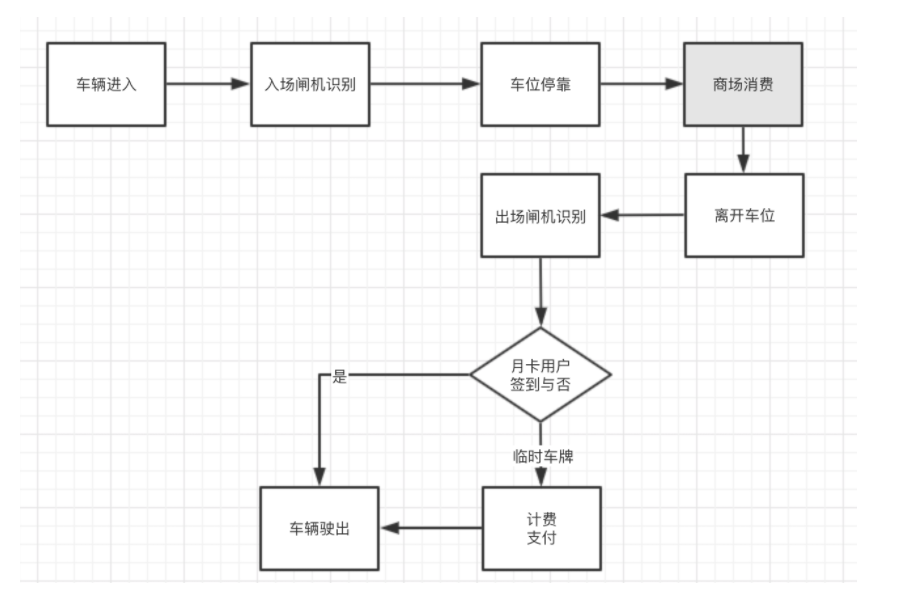 车辆进入
入场闸机识别
车位停靠
商场消费
出场闸机识别
离开车位
月卡用户
签到与否
是
临时车牌
车辆驶出
计费
支付